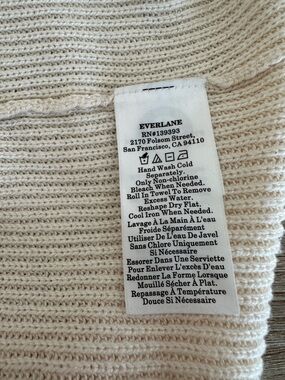 EVERLANE
RN#139393
2170 Folsom Street,
San Francisco, CA 94110
Hand Wash Cold
Separately.
Only Non-chlorine
Bleach When Needed.
Roll in Towel To Remove
Excess Water.
Reshape Dry Flat.
Cool Iron When Needed.
Lavage À La Main À L'eau
Froide Séparément
Utiliser De L'eau De Javel
Sans Chlore Uniquement
Si Nécessaire
Essorer Dans Une Serviette
Pour Enlever L'excès D'eau
Redonner La Forme Lorsque
Mouillé Sécher À Plat.
Repassage À Température
Douce Si Nécessaire